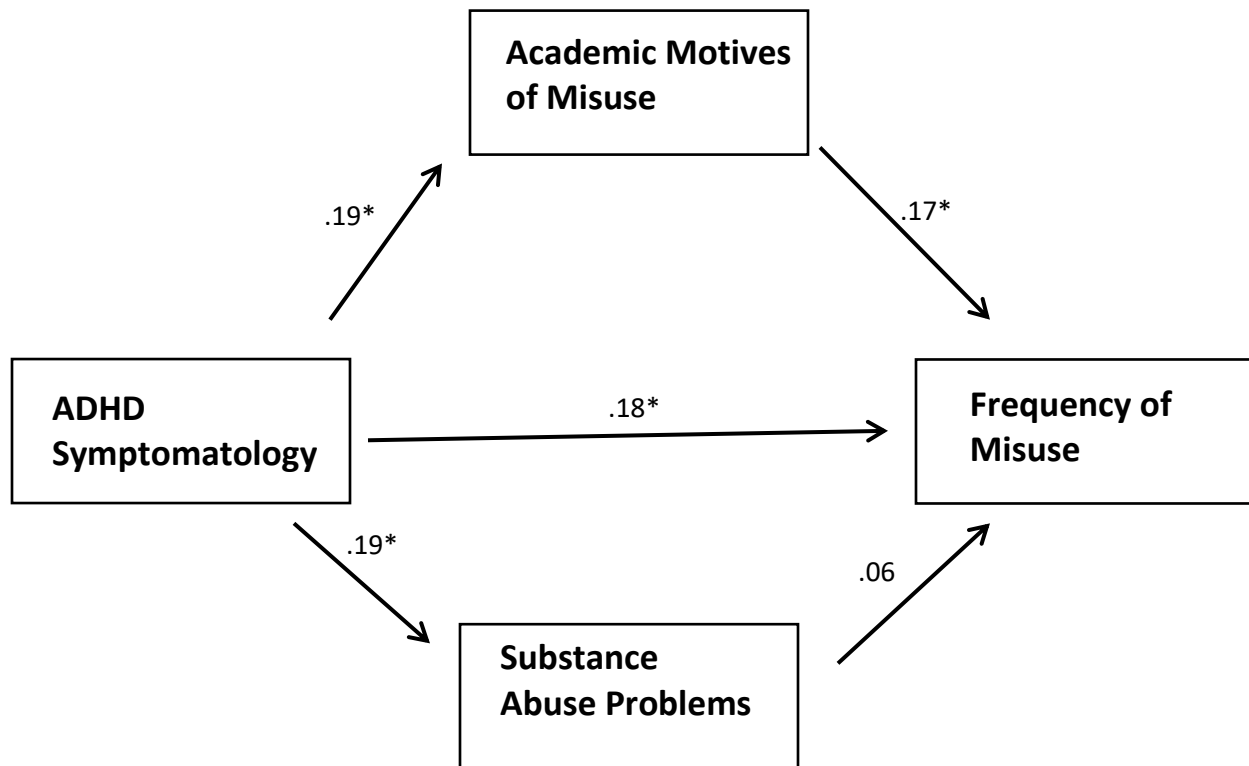 Academic Motives
of Misuse
.19*
.17*
ADHD
Symptomatology
.18*
Frequency of
Misuse
.19*
.06
Substance
Abuse Problems